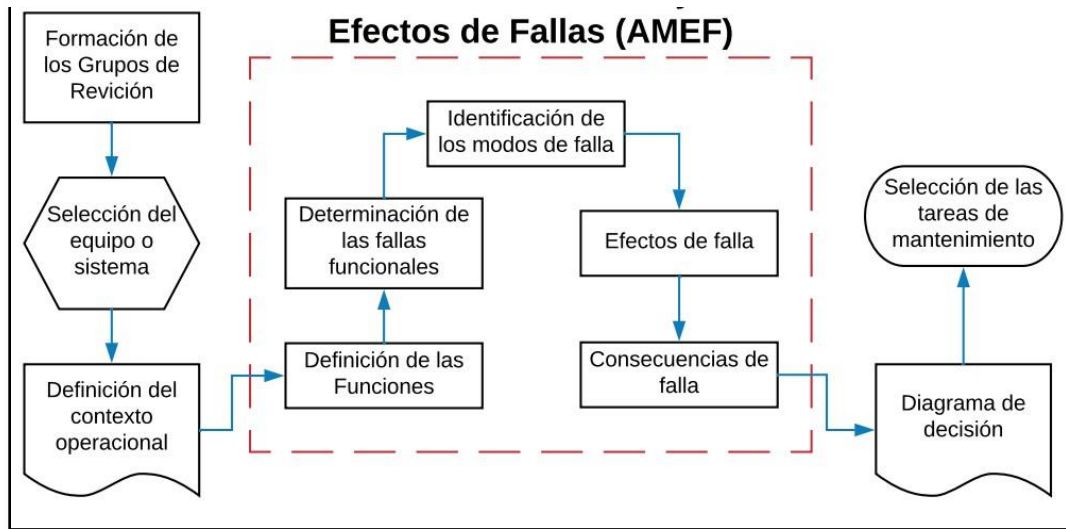 Efectos de Fallas (AMEF)
Formación de
los Grupos de
Revición
Selección del
equipo o
sistema
Definición del
contexto
operacional
Definición de las
Funciones
Determinación de
las fallas
funcionales
Identificación de
los modos de falla
Efectos de falla
Consecuencias de
falla
Diagrama de
decisión
Selección de las
tareas de
mantenimiento